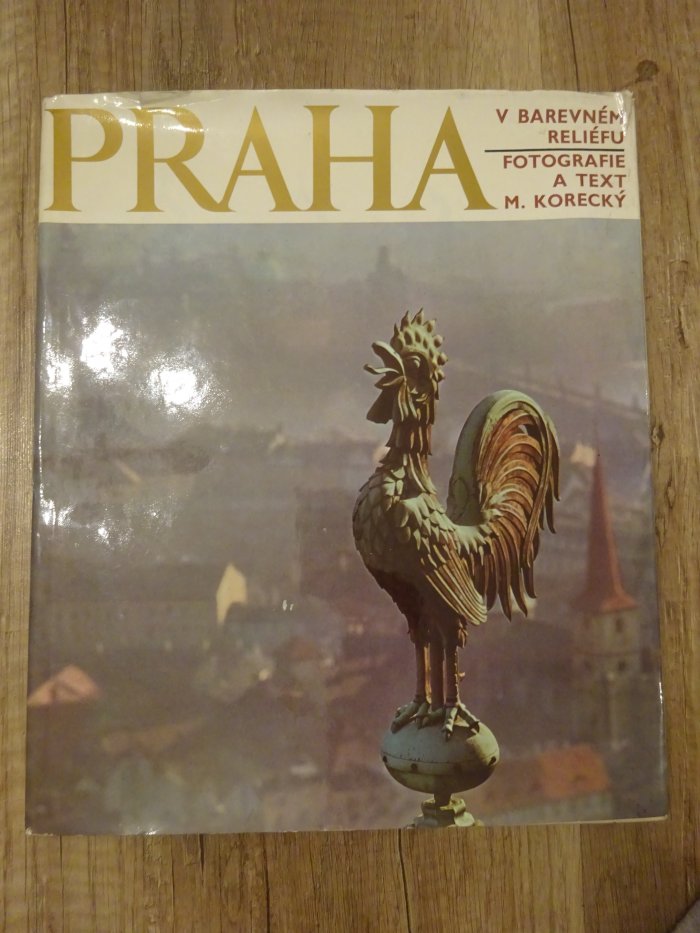 PRAHA
V BAREVNÉM
RELIÉFU
FOTOGRAFIE
A TEXT
M. KORECKÝ